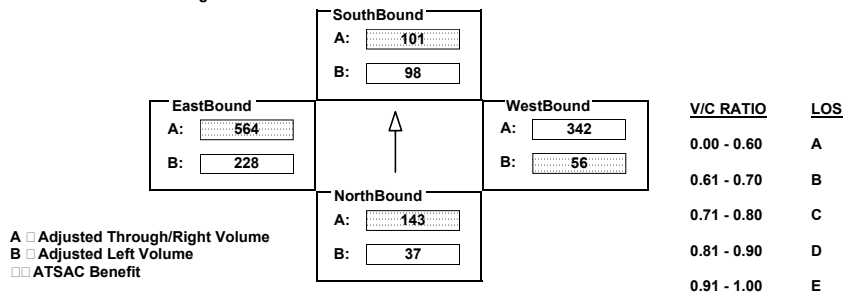 SouthBound
A: 101
B: 98
EastBound
A: 564
B: 228
WestBound
A: 342
B: 56
V/C RATIO LOS
0.00 - 0.60 A
0.61 - 0.70 B
0.71 - 0.80 C
0.81 - 0.90 D
0.91 - 1.00 E
NorthBound
A: 143
B: 37
A □ Adjusted Through/Right Volume
B □ Adjusted Left Volume
□□ ATSAC Benefit